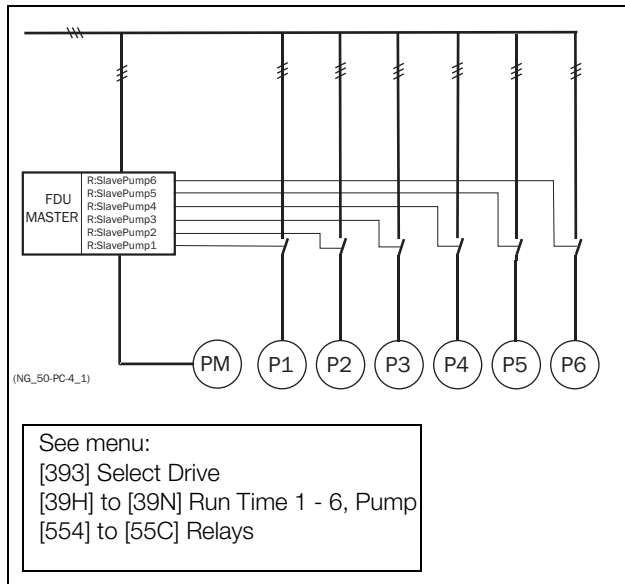 FDU
MASTER
R:SlavePump6
R:SlavePump5
R:SlavePump4
R:SlavePump3
R:SlavePump2
R:SlavePump1
PM
P1
P2
P3
P4
P5
P6
(NG_50-PC-4_1)
See menu:
[393] Select Drive
[39H] to [39N] Run Time 1 - 6, Pump
[554] to [55C] Relays